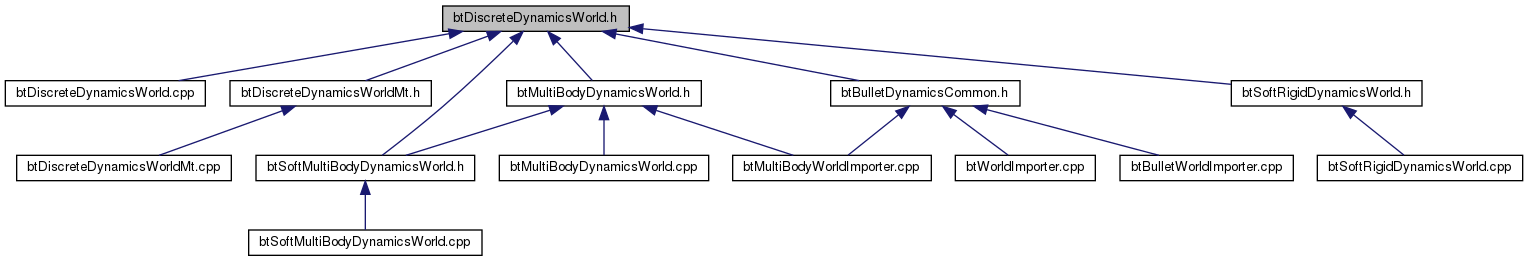 btDiscreteDynamicsWorld.h
btDiscreteDynamicsWorld.cpp
btDiscreteDynamicsWorldMt.h
btMultiBodyDynamicsWorld.h
btBulletDynamicsCommon.h
btSoftRigidDynamicsWorld.h
btDiscreteDynamicsWorldMt.cpp
btSoftMultiBodyDynamicsWorld.h
btMultiBodyDynamicsWorld.cpp
btMultiBodyWorldImporter.cpp
btWorldImporter.cpp
btBulletWorldImporter.cpp
btSoftRigidDynamicsWorld.cpp
btSoftMultiBodyDynamicsWorld.cpp